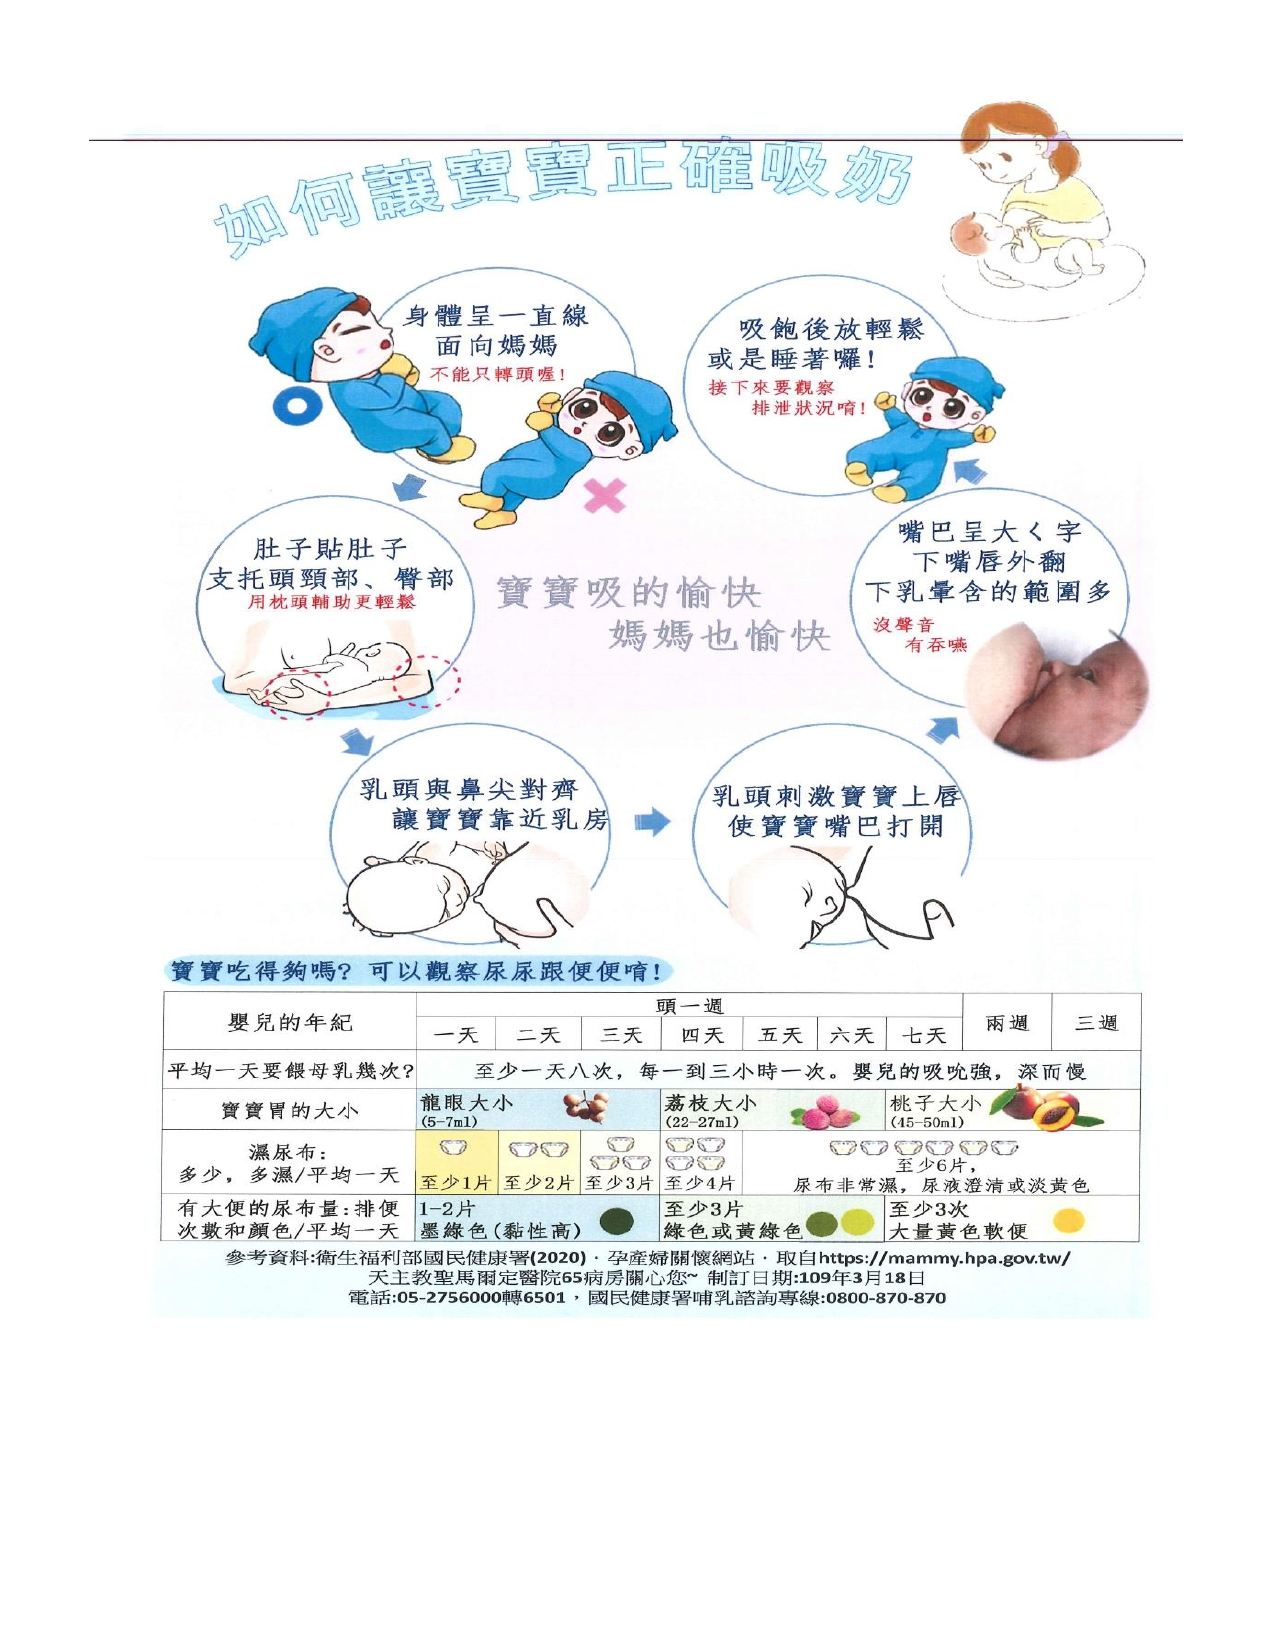 如何讓寶寶正確吸奶
身體呈一直線
面向媽媽
不能只轉頭喔!
肚子貼肚子
支托頭頸部、臀部
用枕頭輔助更輕鬆
乳頭與鼻尖對齊
讓寶寶靠近乳房
乳頭刺激寶寶上唇
使寶寶嘴巴打開
嘴巴呈大ㄑ字
下嘴唇外翻
下乳暈含的範圍多
沒聲音
有吞嚥
吸飽後放輕鬆
或是睡著囉!
接下來要觀察
排泄狀況唷!
寶寶吸的愉快
媽媽也愉快
寶寶吃得夠嗎? 可以觀察尿尿跟便便唷!
嬰兒的年紀
頭一週
一天 二天 三天 四天 五天 六天 七天 兩週 三週
平均一天要餵母乳幾次? 至少一天八次，每一到三小時一次。嬰兒的吸吮強，深而慢
寶寶胃的大小 龍眼大小 荔枝大小 桃子大小
(5-7ml) (22-27ml) (45-50ml)
濕尿布:
多少，多濕/平均一天
至少1片 至少2片 至少3片 至少4片
至少6片，
尿布非常濕，尿液澄清或淡黃色
有大便的尿布量:排便 1-2片 至少3片 至少3次
次數和顏色/平均一天 墨綠色(黏性高) 綠色或黃綠色 大量黃色軟便
參考資料:衛生福利部國民健康署(2020)．孕產婦關懷網站．取自https://mammy.hpa.gov.tw/
天主教聖馬爾定醫院65病房關心您~ 制訂日期:109年3月18日
電話:05-2756000轉6501，國民健康署哺乳諮詢專線:0800-870-870